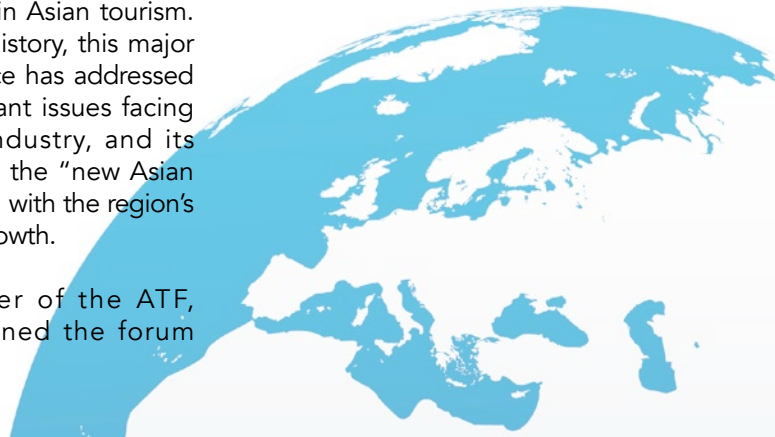 in Asian tourism.
istory, this major
ce has addressed
ant issues facing
ndustry, and its
the “new Asian
with the region’s
owth.
er of the ATF,
ned the forum